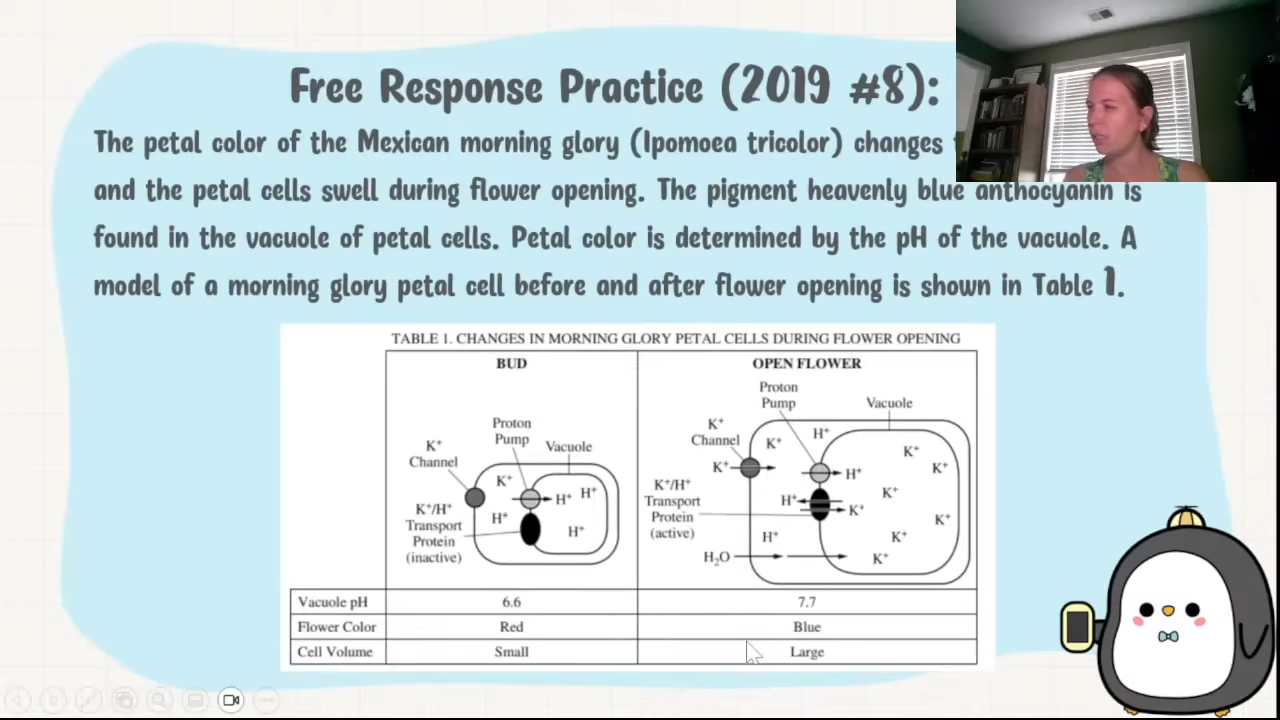 Free Response Practice (2019 #8):
The petal color of the Mexican morning glory (Ipomoea tricolor) changes
and the petal cells swell during flower opening. The pigment heavenly blue anthocyanin is
found in the vacuole of petal cells. Petal color is determined by the pH of the vacuole. A
model of a morning glory petal cell before and after flower opening is shown in Table 1.
TABLE 1. CHANGES IN MORNING GLORY PETAL CELLS DURING FLOWER OPENING
BUD
K⁺
Channel
Proton
Pump
Vacuole
K⁺
H⁺
H⁺
H⁺
H⁺
K⁺/H⁺
Transport
Protein
(inactive)
OPEN FLOWER
Proton
Pump
Vacuole
K⁺
Channel
K⁺
H⁺
K⁺
K⁺
K⁺
H⁺
K⁺/H⁺
Transport
Protein
(active)
H⁺
K⁺
K⁺
K⁺
K⁺
H⁺
K⁺
H₂O
Vacuole pH 6.6 7.7
Flower Color Red Blue
Cell Volume Small Large